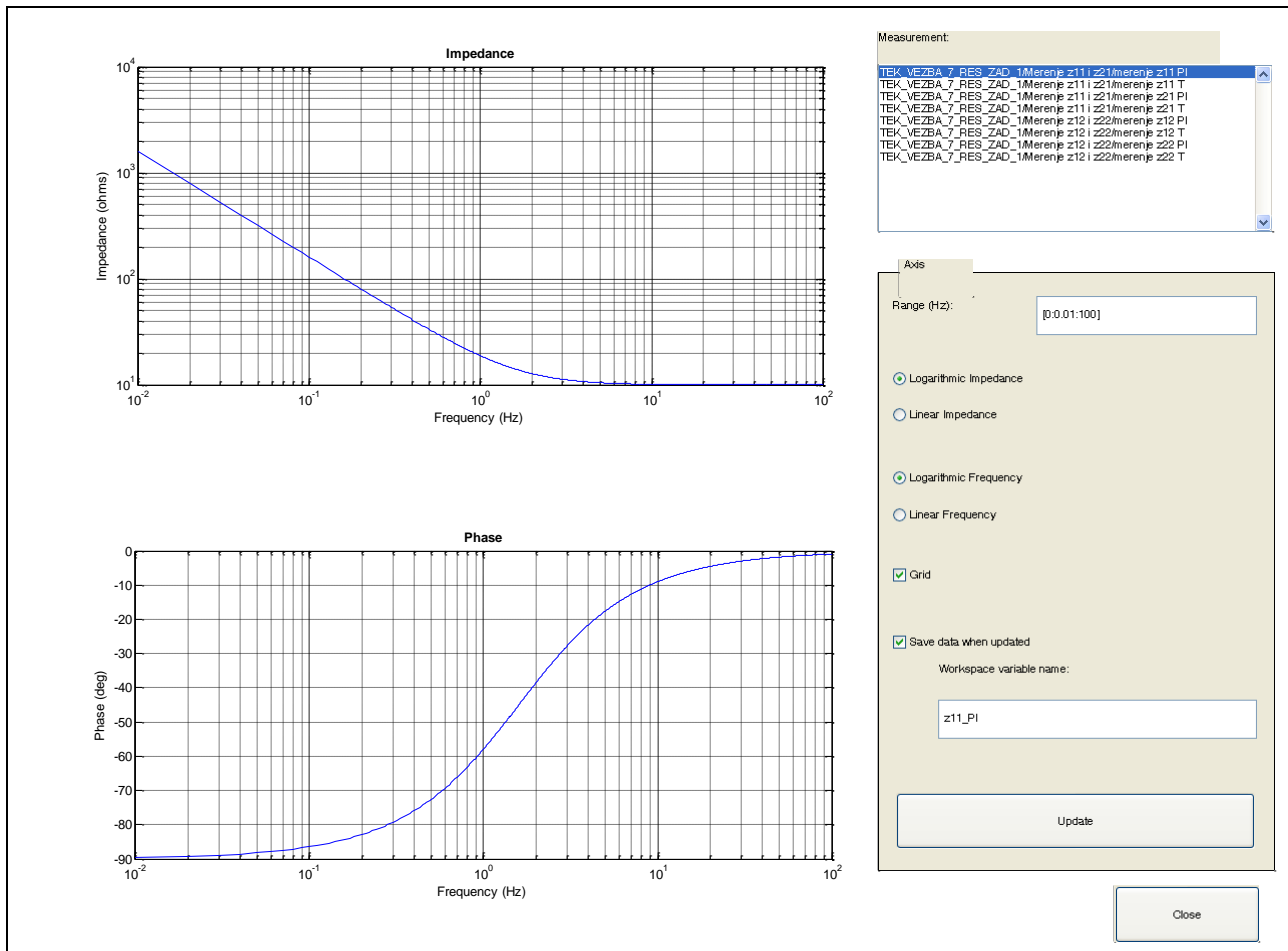 Impedance
10^4
10^3
10^2
10^1
Impedance (ohms)
10^-2
10^-1
10^0
10^1
10^2
Frequency (Hz)
Phase
0
-10
-20
-30
-40
-50
-60
-70
-80
-90
Phase (deg)
10^-2
10^-1
10^0
10^1
10^2
Frequency (Hz)
Measurement:
TEK_VEZBA_7_RES_ZAD_1/Merenje z11 i z21/merenje z11 PI
TEK_VEZBA_7_RES_ZAD_1/Merenje z11 i z21/merenje z11 T
TEK_VEZBA_7_RES_ZAD_1/Merenje z11 i z21/merenje z21 PI
TEK_VEZBA_7_RES_ZAD_1/Merenje z11 i z21/merenje z21 T
TEK_VEZBA_7_RES_ZAD_1/Merenje z12 i z22/merenje z12 PI
TEK_VEZBA_7_RES_ZAD_1/Merenje z12 i z22/merenje z12 T
TEK_VEZBA_7_RES_ZAD_1/Merenje z12 i z22/merenje z22 PI
TEK_VEZBA_7_RES_ZAD_1/Merenje z12 i z22/merenje z22 T
Axis
Range (Hz):
[0:0.01:100]
Logarithmic Impedance
Linear Impedance
Logarithmic Frequency
Linear Frequency
Grid
Save data when updated
Workspace variable name:
z11_PI
Update
Close